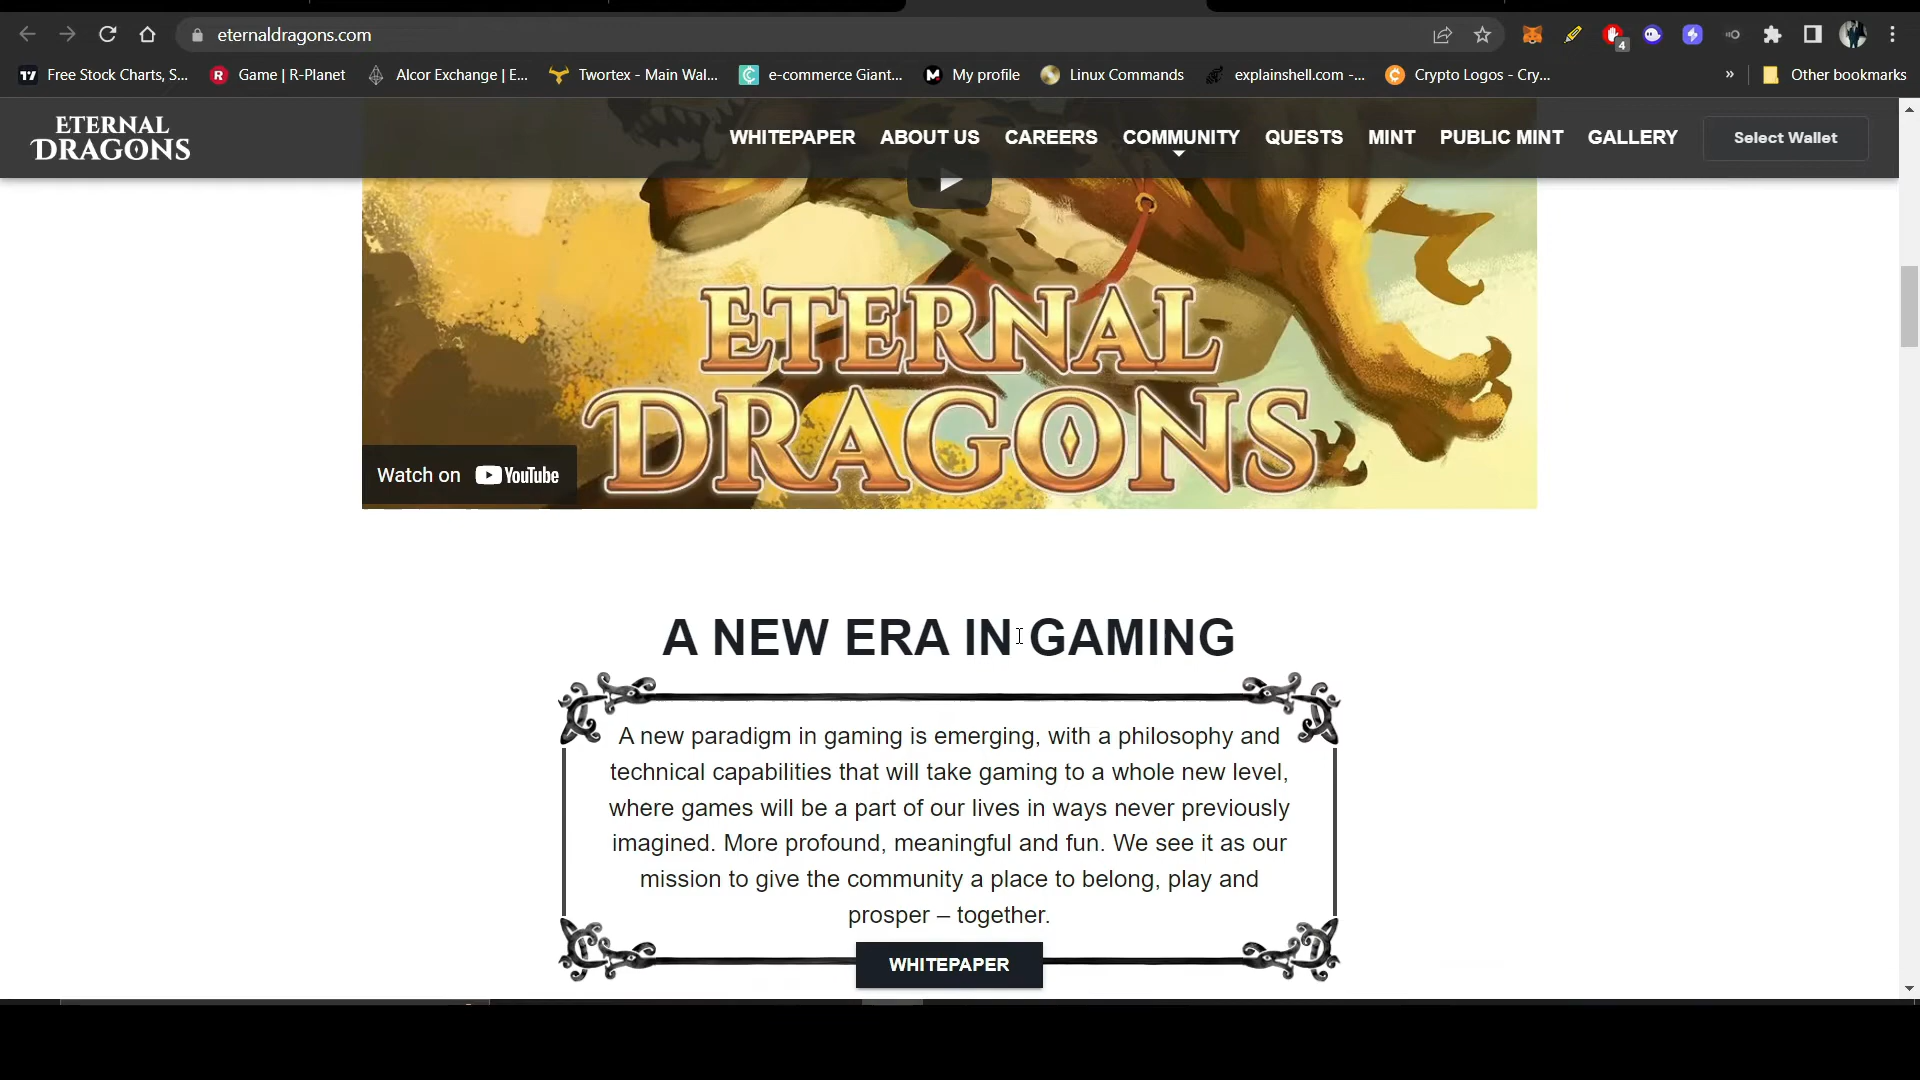 eternaldragons.com
4
Free Stock Charts, S...
Game | R-Planet
Alcor Exchange | E...
Twortex - Main Wal...
e-commerce Giant...
My profile
Linux Commands
explainshell.com -...
Crypto Logos - Cry...
»
Other bookmarks
ETERNAL
DRAGONS
WHITEPAPER
ABOUT US
CAREERS
COMMUNITY
QUESTS
MINT
PUBLIC MINT
GALLERY
Select Wallet
ETERNAL
DRAGONS
Watch on YouTube
A NEW ERA IN GAMING
A new paradigm in gaming is emerging, with a philosophy and
technical capabilities that will take gaming to a whole new level,
where games will be a part of our lives in ways never previously
imagined. More profound, meaningful and fun. We see it as our
mission to give the community a place to belong, play and
prosper – together.
WHITEPAPER